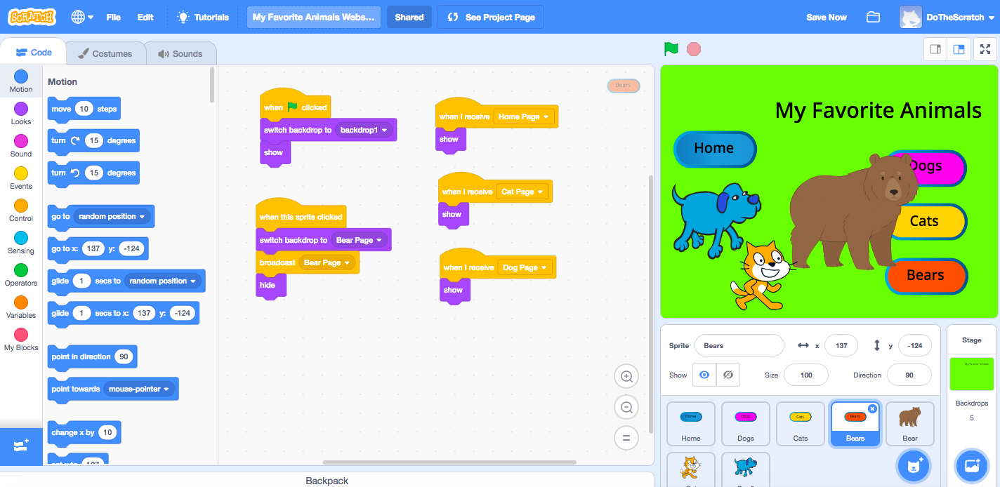 SCRATCH File Edit Tutorials My Favorite Animals Webs... Shared See Project Page Save Now DoTheScratch
Code Costumes Sounds
Motion
Looks
Sound
Events
Control
Sensing
Operators
Variables
My Blocks
Motion
move 10 steps
turn 15 degrees
turn 15 degrees
go to random position
go to x: 137 y: -124
glide 1 secs to random position
glide 1 secs to x: 137 y: -124
point in direction 90
point towards mouse-pointer
change x by 10
when clicked
switch backdrop to backdrop1
show
when this sprite clicked
switch backdrop to Bear Page
broadcast Bear Page
hide
when I receive Home Page
show
when I receive Cat Page
show
when I receive Dog Page
show
Bears
=
Backpack
My Favorite Animals
Home
Dogs
Cats
Bears
Sprite Bears x 137 y -124
Show Size 100 Direction 90
Home Dogs Cats Bears
Home Dogs Cats Bears Bear
Stage
My Favorite Animals
Backdrops
5